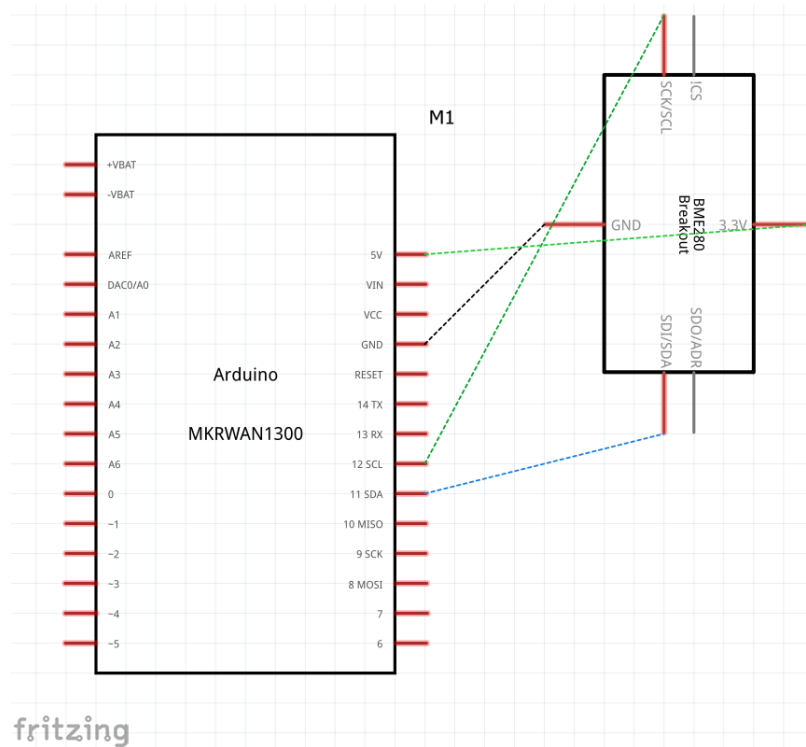 M1
+VBAT
-VBAT
AREF
DAC0/A0
A1
A2
A3
A4
A5
A6
0
~1
~2
~3
~4
~5
Arduino
MKRWAN1300
5V
VIN
VCC
GND
RESET
14 TX
13 RX
12 SCL
11 SDA
10 MISO
9 SCK
8 MOSI
7
6
SCK/SCL
!CS
GND
BME280
Breakout
3.3V
SDI/SDA
SDO/ADR
fritzing